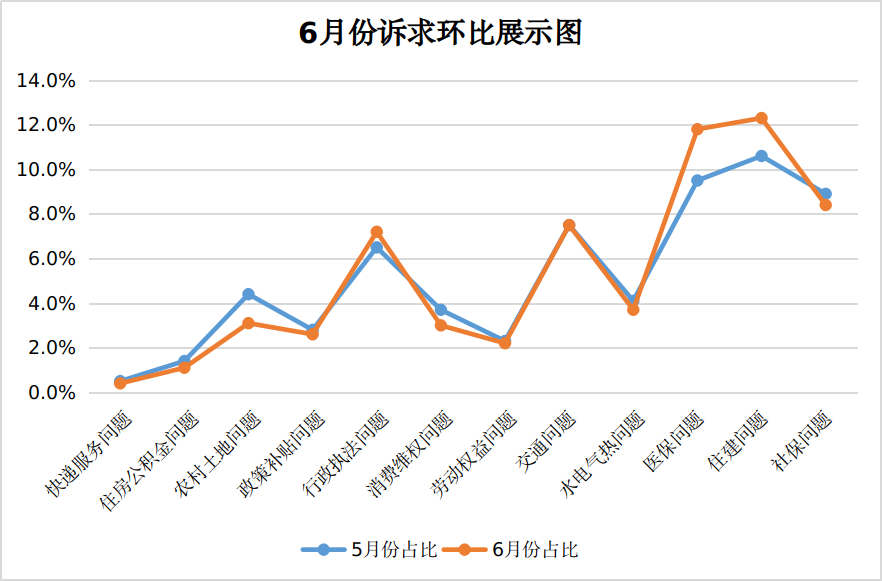 6月份诉求环比展示图
14.0%
12.0%
10.0%
8.0%
6.0%
4.0%
2.0%
0.0%
快递服务问题
住房公积金问题
农村土地问题
政策补贴问题
行政执法问题
消费维权问题
劳动权益问题
交通问题
水电气热问题
医保问题
住建问题
社保问题
5月份占比 6月份占比